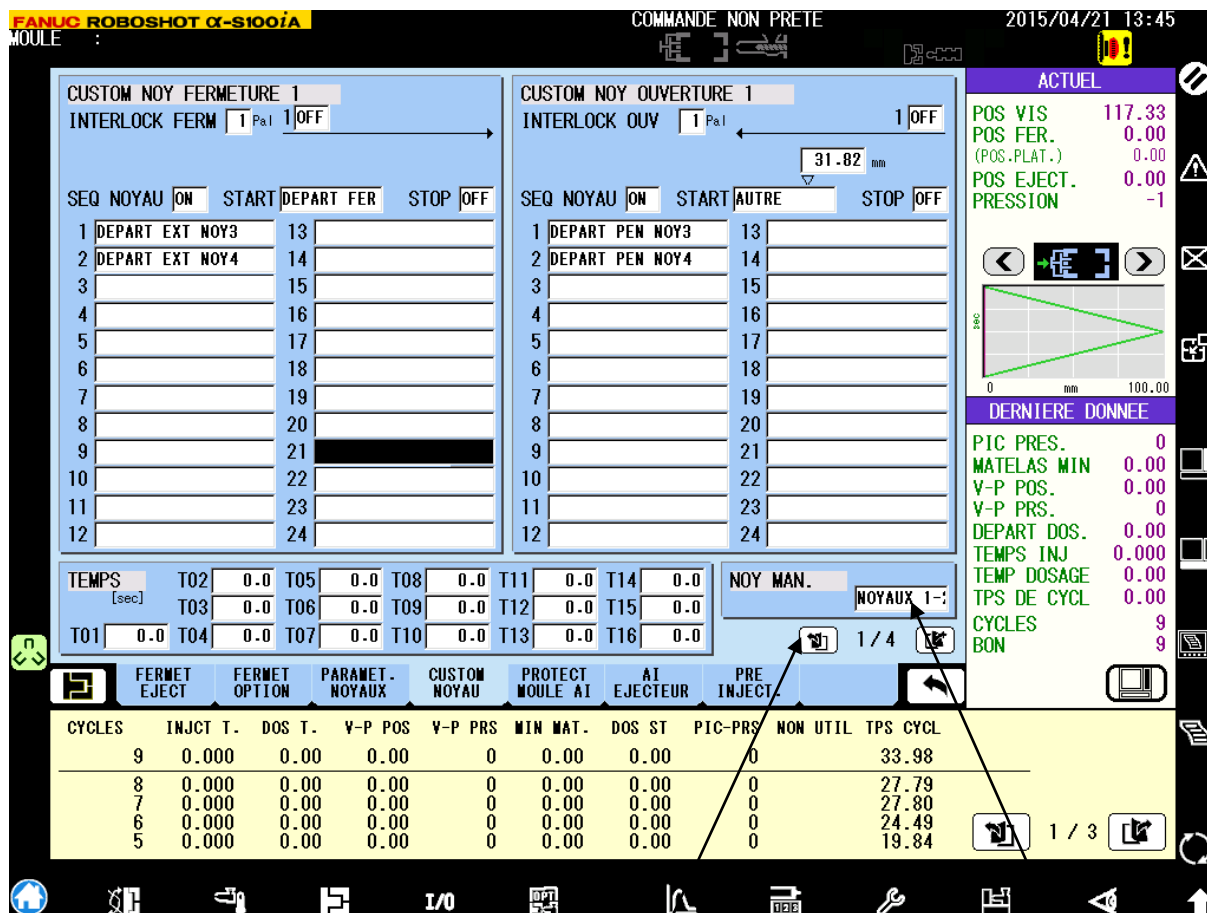 FANUC ROBOSHOT α-S100iA COMMANDE NON PRETE 2015/04/21 13:45
MOULE :
CUSTOM NOY FERMETURE 1
INTERLOCK FERM 1 Pal 1 OFF
SEQ NOYAU ON START DEPART FER STOP OFF
1 DEPART EXT NOY3 13
2 DEPART EXT NOY4 14
3 15
4 16
5 17
6 18
7 19
8 20
9 21
10 22
11 23
12 24
CUSTOM NOY OUVERTURE 1
INTERLOCK OUV 1 Pal 1 OFF
31.82 mm
SEQ NOYAU ON START AUTRE STOP OFF
1 DEPART PEN NOY3 13
2 DEPART PEN NOY4 14
3 15
4 16
5 17
6 18
7 19
8 20
9 21
10 22
11 23
12 24
ACTUEL
POS VIS 117.33
POS FER. 0.00
(POS.PLAT.) 0.00
POS EJECT. 0.00
PRESSION -1
sec
0 mm 100.00
DERNIERE DONNEE
PIC PRES. 0
MATELAS MIN 0.00
V-P POS. 0.00
V-P PRS. 0
DEPART DOS. 0.00
TEMPS INJ 0.000
TEMP DOSAGE 0.00
TPS DE CYCL 0.00
CYCLES 9
BON 9
TEMPS T02 0.0 T05 0.0 T08 0.0 T11 0.0 T14 0.0
[sec] T03 0.0 T06 0.0 T09 0.0 T12 0.0 T15 0.0
T01 0.0 T04 0.0 T07 0.0 T10 0.0 T13 0.0 T16 0.0
NOY MAN.
NOYAUX 1-2
1 / 4
FERMET EJECT
FERMET OPTION
PARAMET. NOYAUX
CUSTOM NOYAU
PROTECT MOULE AI
AI EJECTEUR
PRE INJECT.
CYCLES INJCT T. DOS T. V-P POS V-P PRS MIN MAT. DOS ST PIC-PRS NON UTIL TPS CYCL
9 0.000 0.00 0.00 0 0.00 0.00 0 33.98
8 0.000 0.00 0.00 0 0.00 0.00 0 27.79
7 0.000 0.00 0.00 0 0.00 0.00 0 27.80
6 0.000 0.00 0.00 0 0.00 0.00 0 24.49
5 0.000 0.00 0.00 0 0.00 0.00 0 19.84
1 / 3
I/O OPT 123